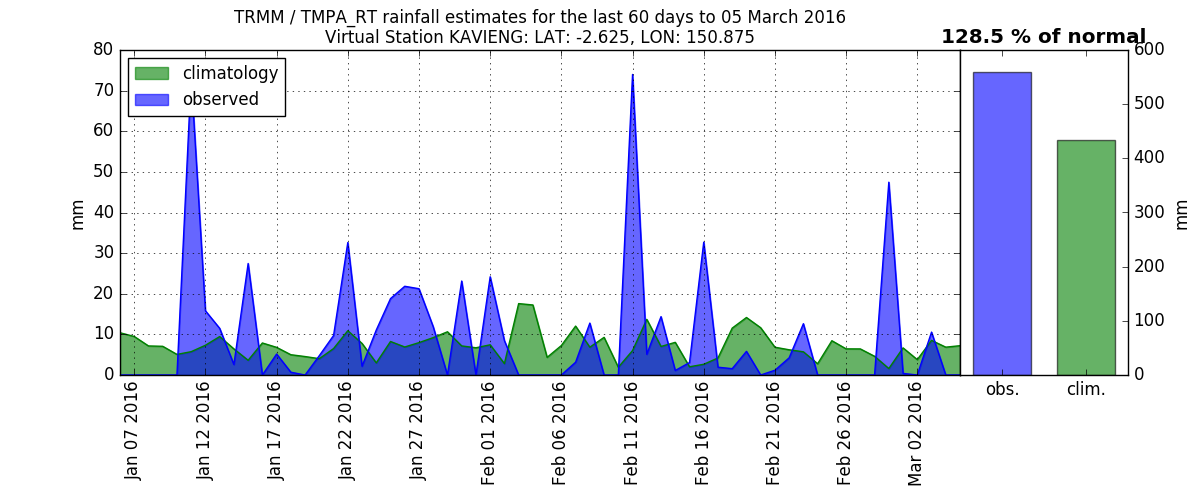 TRMM / TMPA_RT rainfall estimates for the last 60 days to 05 March 2016
Virtual Station KAVIENG: LAT: -2.625, LON: 150.875
128.5 % of normal
climatology
observed
mm
80
70
60
50
40
30
20
10
0
Jan 07 2016
Jan 12 2016
Jan 17 2016
Jan 22 2016
Jan 27 2016
Feb 01 2016
Feb 06 2016
Feb 11 2016
Feb 16 2016
Feb 21 2016
Feb 26 2016
Mar 02 2016
obs.
clim.
600
500
400
300
200
100
0
mm